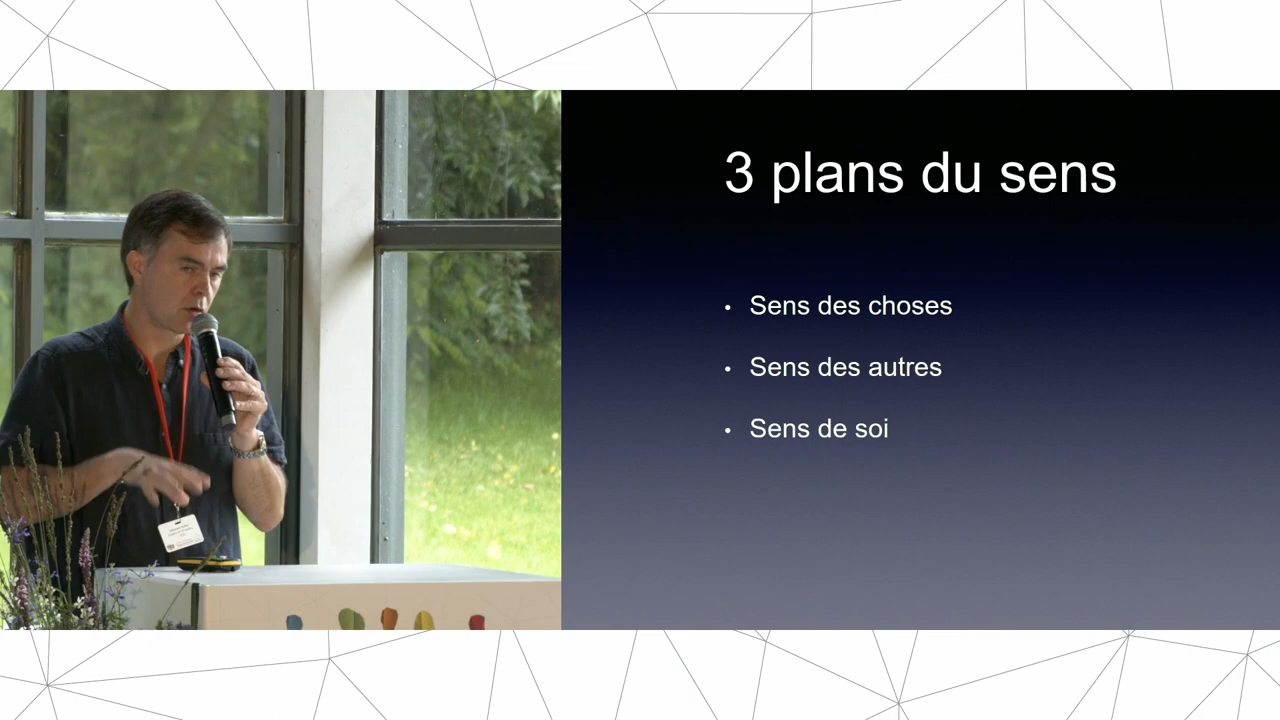 3 plans du sens
• Sens des choses
• Sens des autres
• Sens de soi